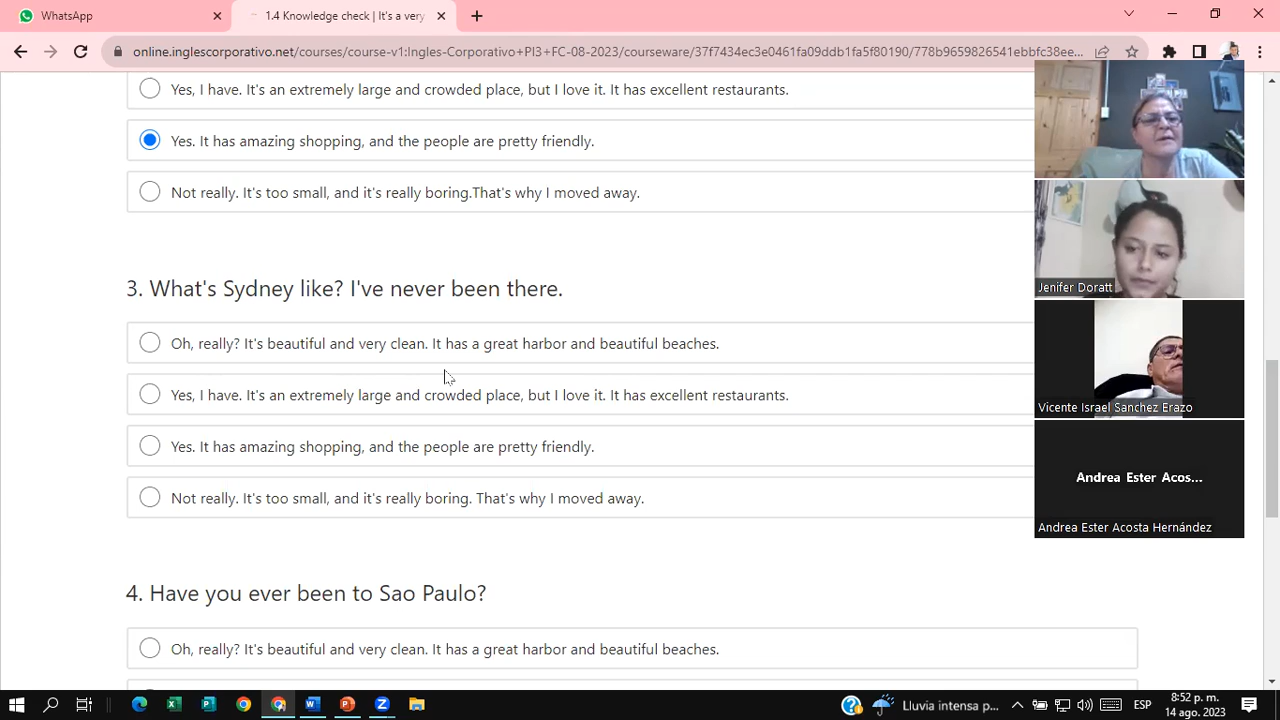 WhatsApp
1.4 Knowledge check | It's a very
online.inglescorporativo.net/courses/course-v1:Ingles-Corporativo+PI3+FC-08-2023/courseware/37f7434ec3e0461fa09ddb1fa5f80190/778b9659826541ebbfc38ee...
Yes, I have. It's an extremely large and crowded place, but I love it. It has excellent restaurants.
Yes. It has amazing shopping, and the people are pretty friendly.
Not really. It's too small, and it's really boring.That's why I moved away.
3. What's Sydney like? I've never been there.
Oh, really? It's beautiful and very clean. It has a great harbor and beautiful beaches.
Yes, I have. It's an extremely large and crowded place, but I love it. It has excellent restaurants.
Yes. It has amazing shopping, and the people are pretty friendly.
Not really. It's too small, and it's really boring. That's why I moved away.
4. Have you ever been to Sao Paulo?
Oh, really? It's beautiful and very clean. It has a great harbor and beautiful beaches.
Jenifer Doratt
Vicente Israel Sanchez Erazo
Andrea Ester Acos...
Andrea Ester Acosta Hernández
Lluvia intensa p...
ESP
8:52 p. m.
14 ago. 2023